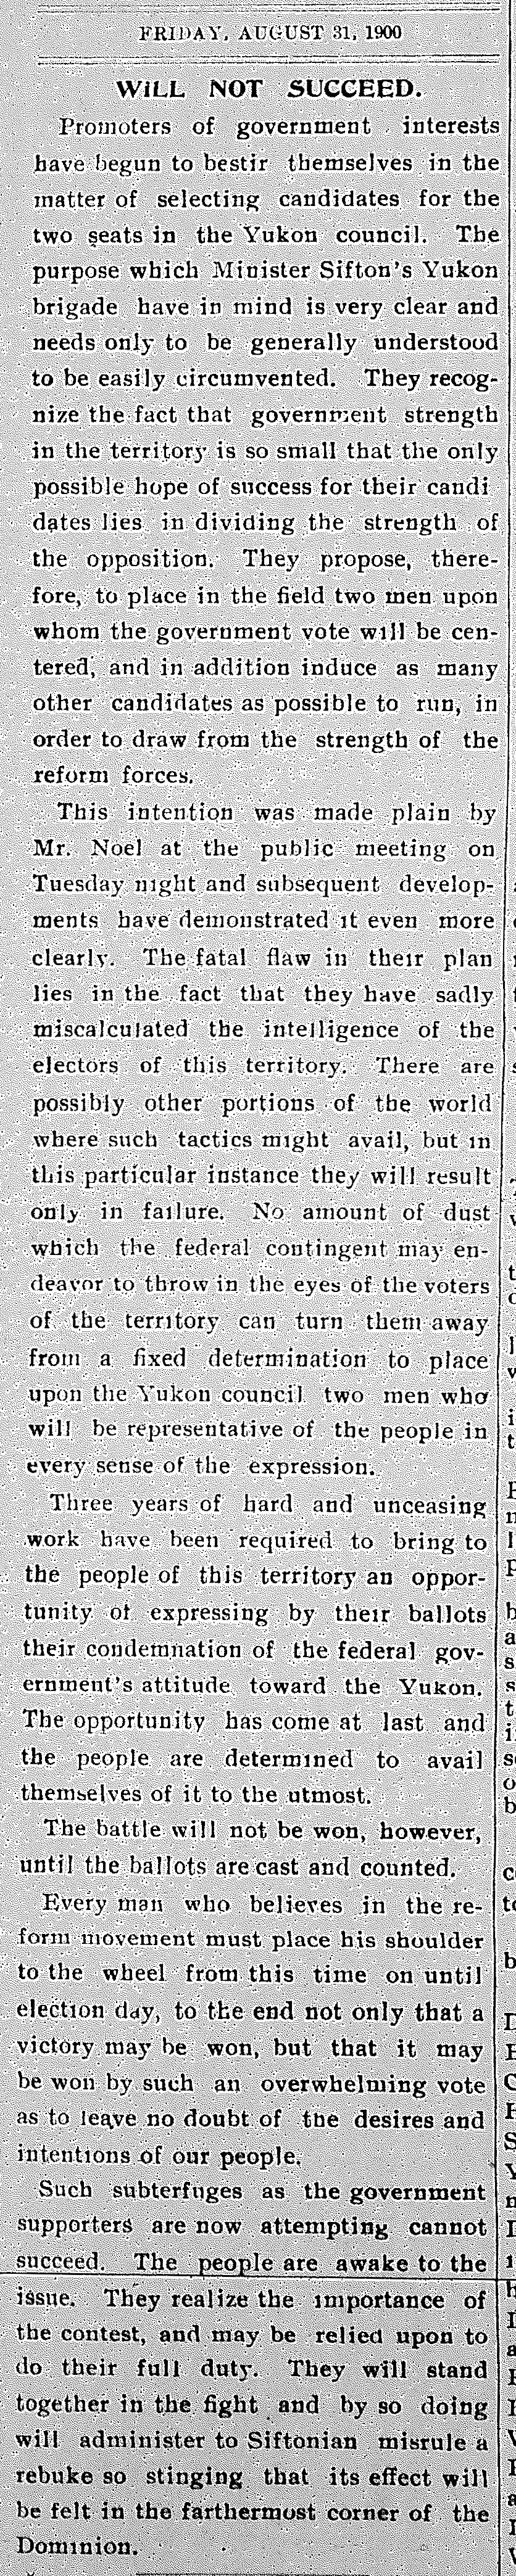 FRIDAY, AUGUST 31, 1900
WILL NOT SUCCEED.
Promoters of government interests
have begun to bestir themselves in the
matter of selecting candidates for the
two seats in the Yukon council. The
purpose which Minister Sifton's Yukon
brigade have in mind is very clear and
needs only to be generally understood
to be easily circumvented. They recog-
nize the fact that government strength
in the territory is so small that the only
possible hope of success for their candi
dates lies in dividing the strength of
the opposition. They propose, there-
fore, to place in the field two men upon
whom the government vote will be cen-
tered, and in addition induce as many
other candidates as possible to run, in
order to draw from the strength of the
reform forces.
This intention was made plain by
Mr. Noel at the public meeting on
Tuesday night and subsequent develop-
ments have demonstrated it even more
clearly. The fatal flaw in their plan
lies in the fact that they have sadly
miscalculated the intelligence of the
electors of this territory. There are
possibly other portions of the world
where such tactics might avail, but in
this particular instance they will result
only in failure. No amount of dust
which the federal contingent may en-
deavor to throw in the eyes of the voters
of the territory can turn them away
from a fixed determination to place
upon the Yukon council two men who
will be representative of the people in
every sense of the expression.
Three years of hard and unceasing
work have been required to bring to
the people of this territory an oppor-
tunity of expressing by their ballots
their condemnation of the federal gov-
ernment's attitude toward the Yukon.
The opportunity has come at last and
the people are determined to avail
themselves of it to the utmost.
The battle will not be won, however,
until the ballots are cast and counted.
Every man who believes in the re-
form movement must place his shoulder
to the wheel from this time on until
election day, to the end not only that a
victory may be won, but that it may
be won by such an overwhelming vote
as to leave no doubt of the desires and
intentions of our people.
Such subterfuges as the government
supporters are now attempting cannot
succeed. The people are awake to the
issue. They realize the importance of
the contest, and may be relied upon to
do their full duty. They will stand
together in the fight and by so doing
will administer to Siftonian misrule a
rebuke so stinging that its effect will
be felt in the farthermost corner of the
Dominion.